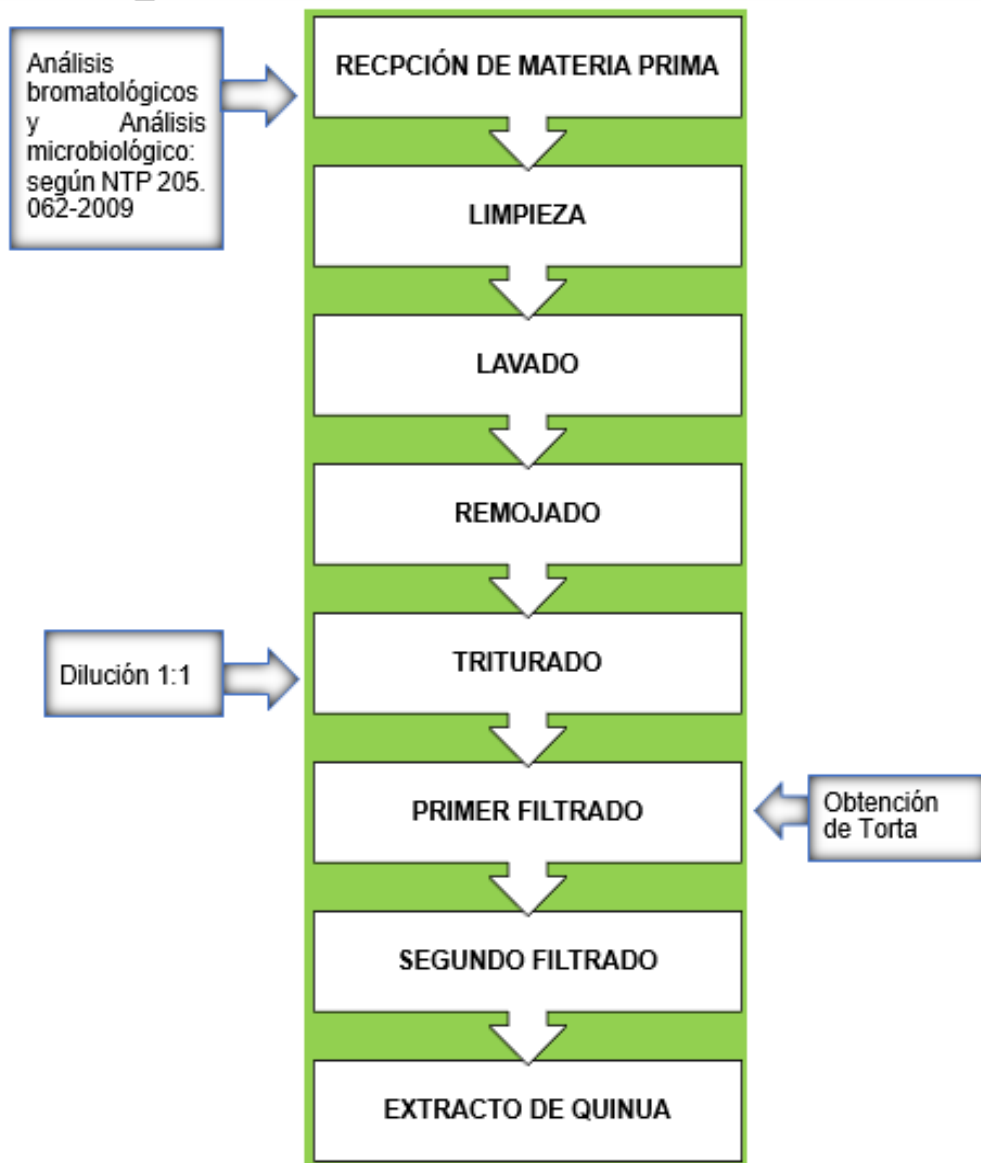 RECPCIÓN DE MATERIA PRIMA
Análisis
bromatológicos
y Análisis
microbiológico:
según NTP 205.
062-2009
LIMPIEZA
LAVADO
REMOJADO
Dilución 1:1
TRITURADO
PRIMER FILTRADO
Obtención
de Torta
SEGUNDO FILTRADO
EXTRACTO DE QUINUA